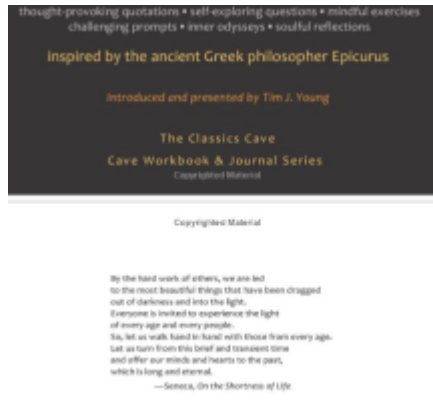 thought-provoking quotations • self-exploring questions • mindful exercises
challenging prompts • inner odysseys • soulful reflections
Inspired by the ancient Greek philosopher Epicurus
Introduced and presented by Tim J. Young
The Classics Cave
Cave Workbook & Journal Series
Copyrighted Material
Copyrighted Material
By the hard work of others, we are led
to the most beautiful things that have been dragged
out of darkness and into the light.
Everyone is invited to experience the light
of every age and every people.
So, let us walk hand in hand with those from every age.
Let us turn from this brief and transient time
and offer our minds and hearts to the past,
which is long and eternal.
—Seneca, On the Shortness of Life